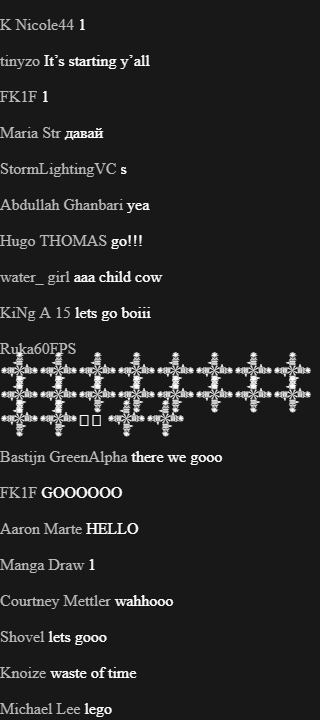 K Nicole44 1
tinyzo It’s starting y’all
FK1F 1
Maria Str давай
StormLightingVC s
Abdullah Ghanbari yea
Hugo THOMAS go!!!
water_ girl aaa child cow
KiNg A 15 lets go boiii
Ruka60FPS
Bastijn GreenAlpha there we gooo
FK1F GOOOOOO
Aaron Marte HELLO
Manga Draw 1
Courtney Mettler wahhooo
Shovel lets gooo
Knoize waste of time
Michael Lee lego